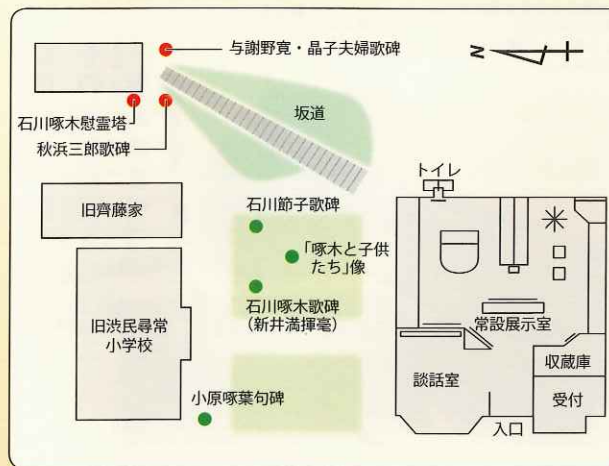 与謝野寛・晶子夫婦歌碑
N
石川啄木慰霊塔
秋浜三郎歌碑
坂道
トイレ
旧齊藤家
石川節子歌碑
「啄木と子供
たち」像
石川啄木歌碑
(新井満揮毫)
旧渋民尋常
小学校
常設展示室
収蔵庫
談話室
受付
小原啄葉句碑
入口